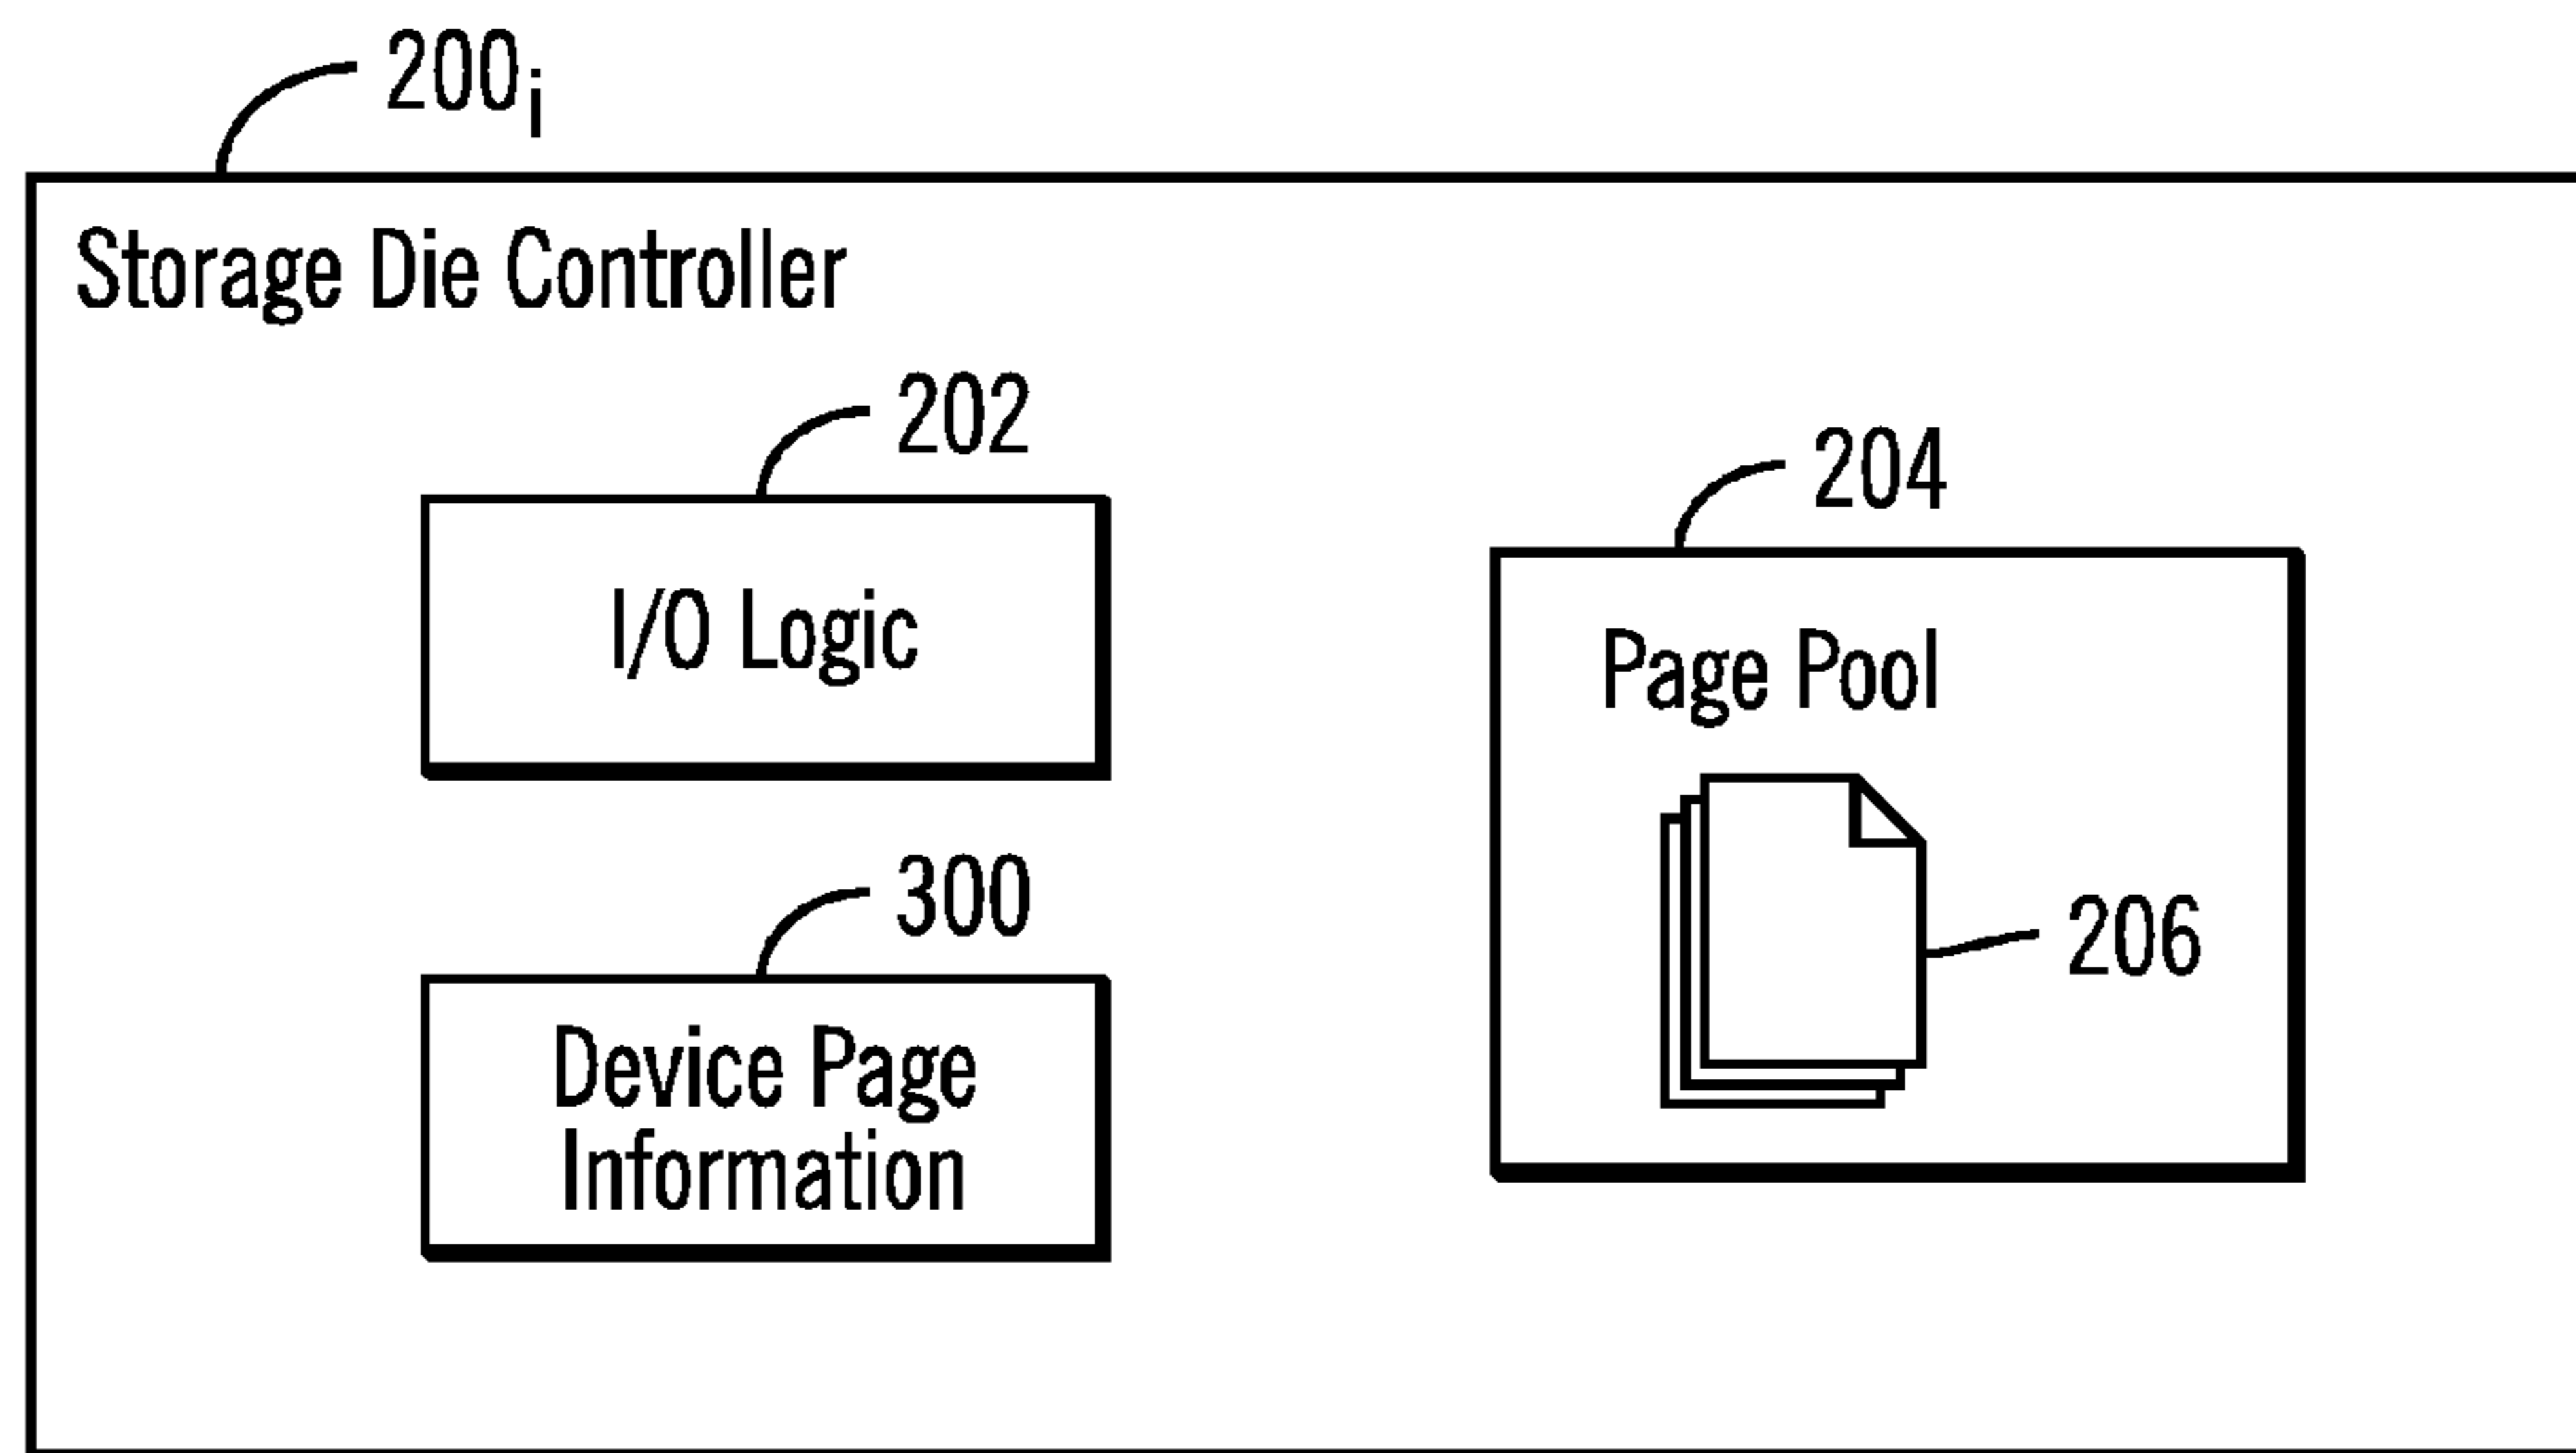 200i
Storage Die Controller
202
I/O Logic
204
Page Pool
206
300
Device Page
Information